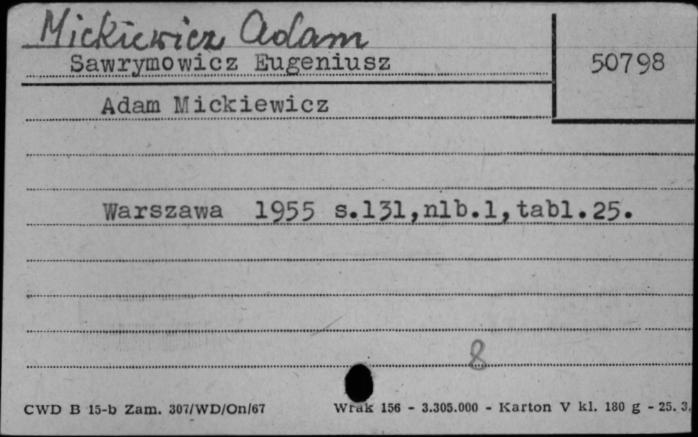 Mickiewicz Adam
Sawrymowicz Eugeniusz
50798
Adam Mickiewicz
Warszawa 1955 s.131,nlb.1,tabl.25.
8
CWD B 15-b Zam. 307/WD/On/67 Wrak 156 - 3.305.000 - Karton V kl. 180 g - 25. 3.